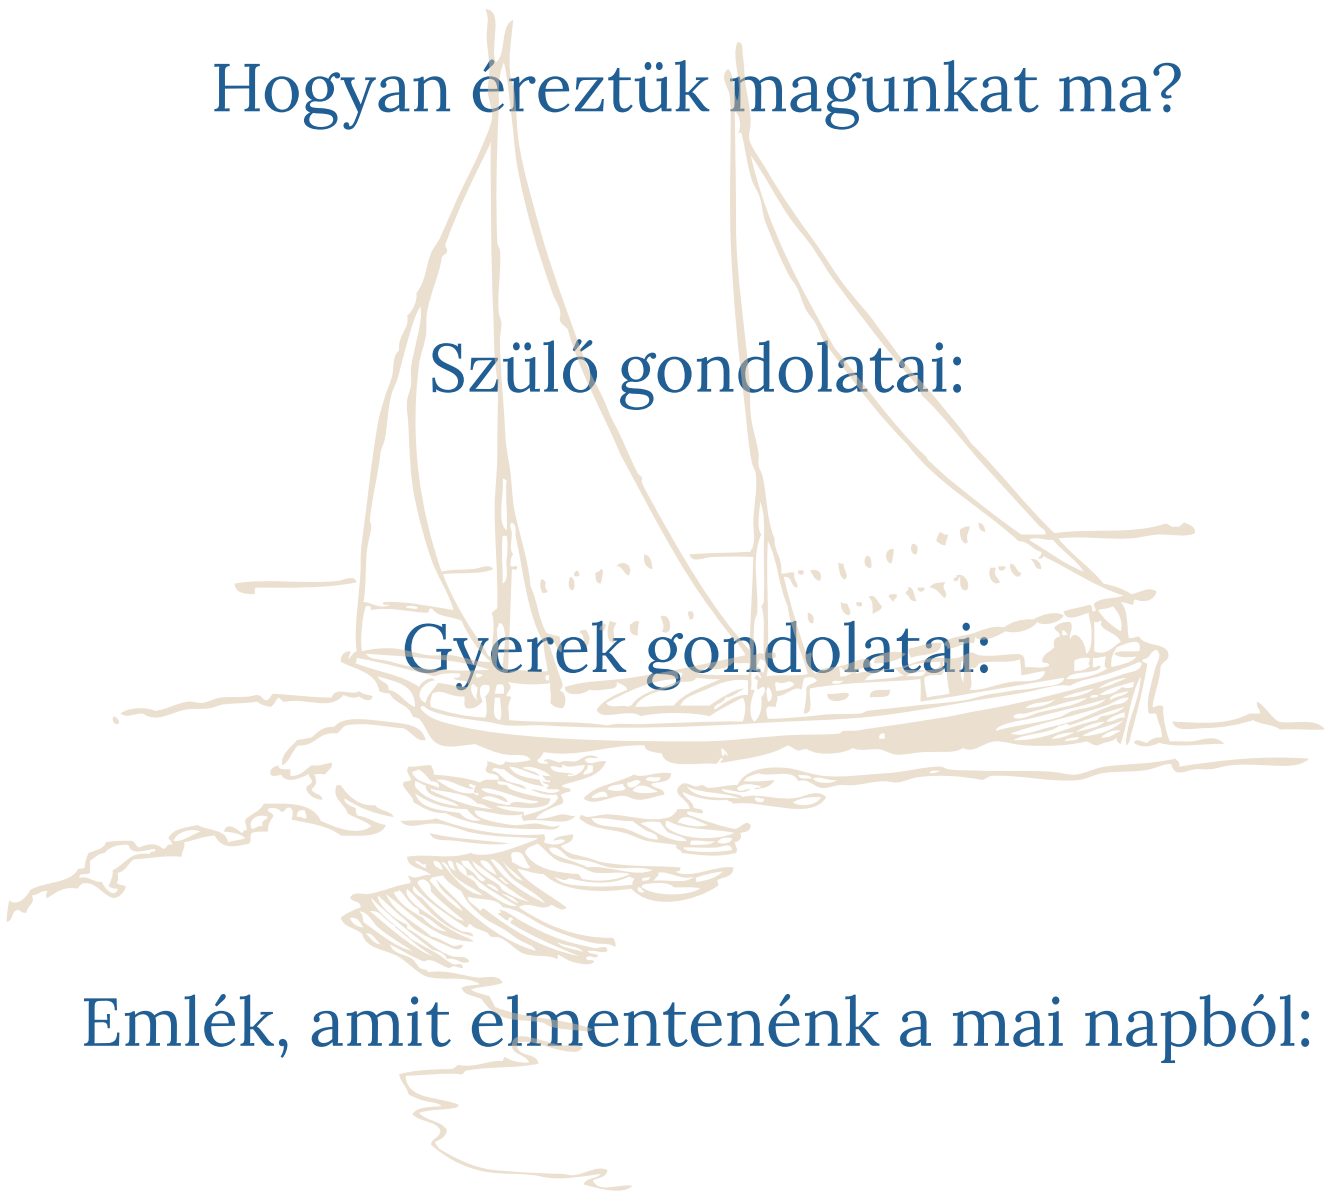 Hogyan éreztük magunkat ma?
Szülő gondolatai:
Gyerek gondolatai:
Emlék, amit elmentenénk a mai napból: